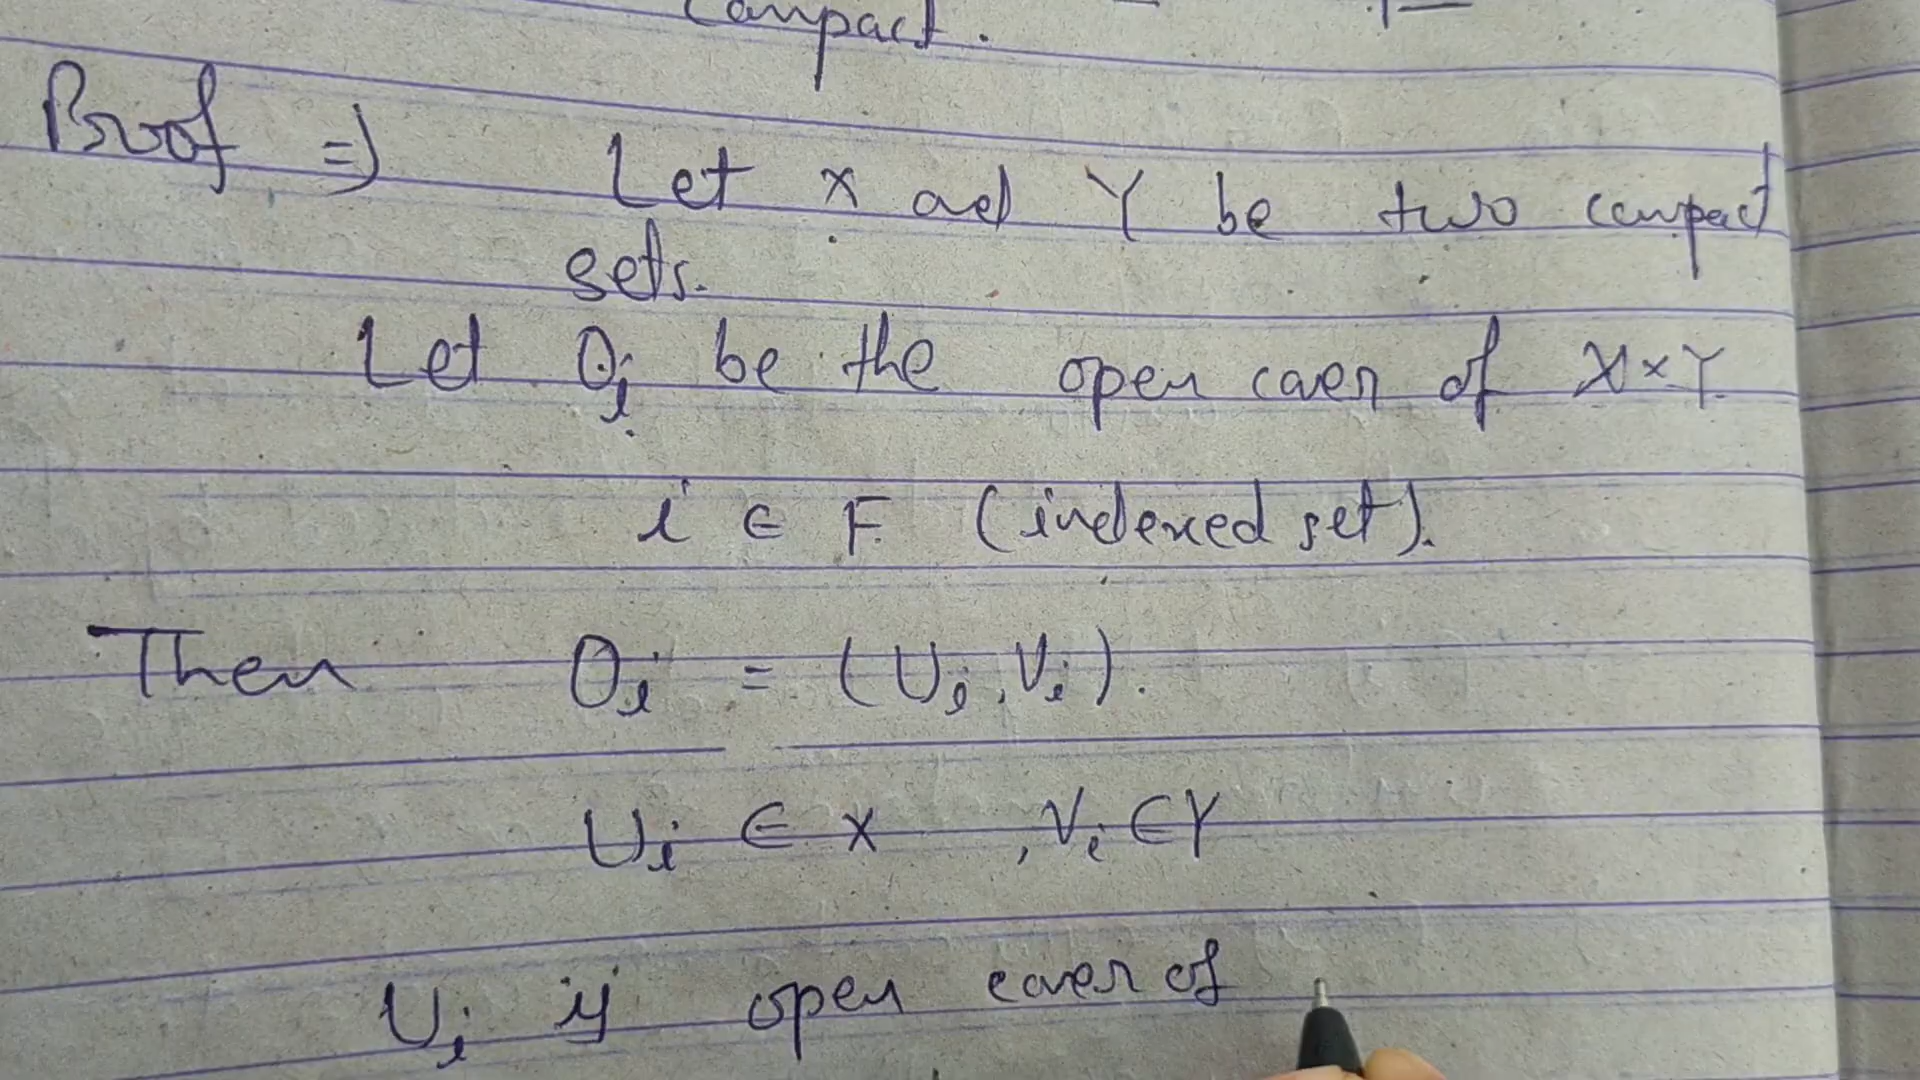 compact.
Proof ⇒ Let X and Y be two compact
sets.
Let Oi be the open cover of X×Y
i ∈ F (indexed set).
Then Oi = (Ui, Vi).
Ui ∈ X , Vi ∈ Y
Ui is open cover of